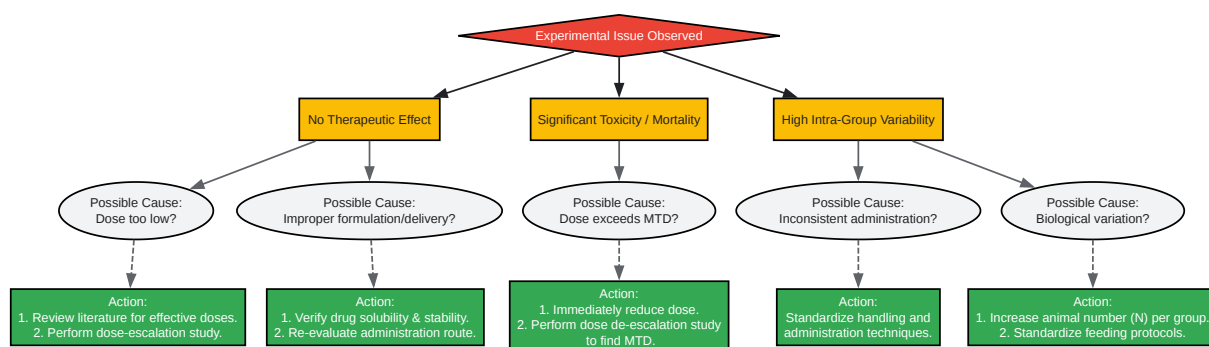 Experimental Issue Observed
No Therapeutic Effect
Significant Toxicity / Mortality
High Intra-Group Variability
Possible Cause:
Dose too low?
Possible Cause:
Improper formulation/delivery?
Possible Cause:
Dose exceeds MTD?
Possible Cause:
Inconsistent administration?
Possible Cause:
Biological variation?
Action:
1. Review literature for effective doses.
2. Perform dose-escalation study.
Action:
1. Verify drug solubility & stability.
2. Re-evaluate administration route.
Action:
1. Immediately reduce dose.
2. Perform dose de-escalation study
to find MTD.
Action:
Standardize handling and
administration techniques.
Action:
1. Increase animal number (N) per group.
2. Standardize feeding protocols.